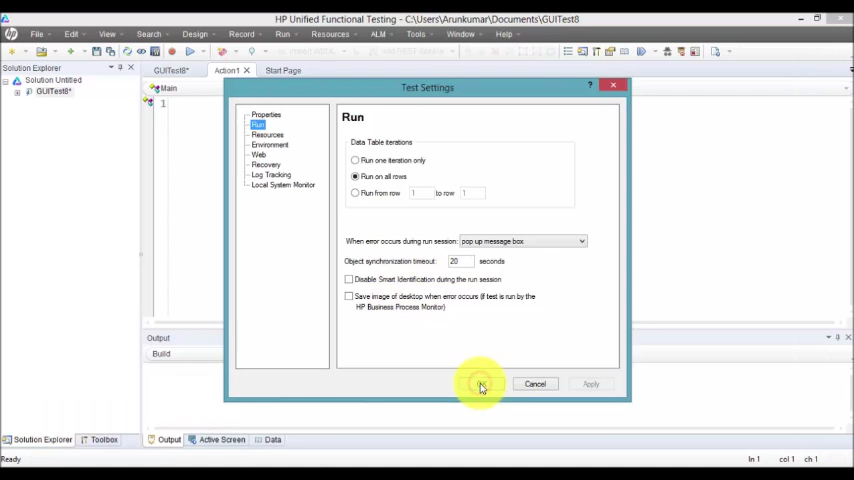 HP Unified Functional Testing - C:\Users\Arunkumar\Documents\GUITest8
File Edit View Search Design Record Run Resources ALM Tools Window Help
Solution Explorer
Solution Untitled
GUITest8*
GUITest8* Action1 Start Page
Main
1
Test Settings
Properties
Run
Resources
Environment
Web
Recovery
Log Tracking
Local System Monitor
Run
Data Table iterations
Run one iteration only
Run on all rows
Run from row 1 to row 1
When error occurs during run session: pop up message box
Object synchronization timeout: 20 seconds
Disable Smart Identification during the run session
Save image of desktop when error occurs (if test is run by the
HP Business Process Monitor)
Cancel Apply
Output
Build
Solution Explorer Toolbox Output Active Screen Data
Ready ln 1 col 1 ch 1